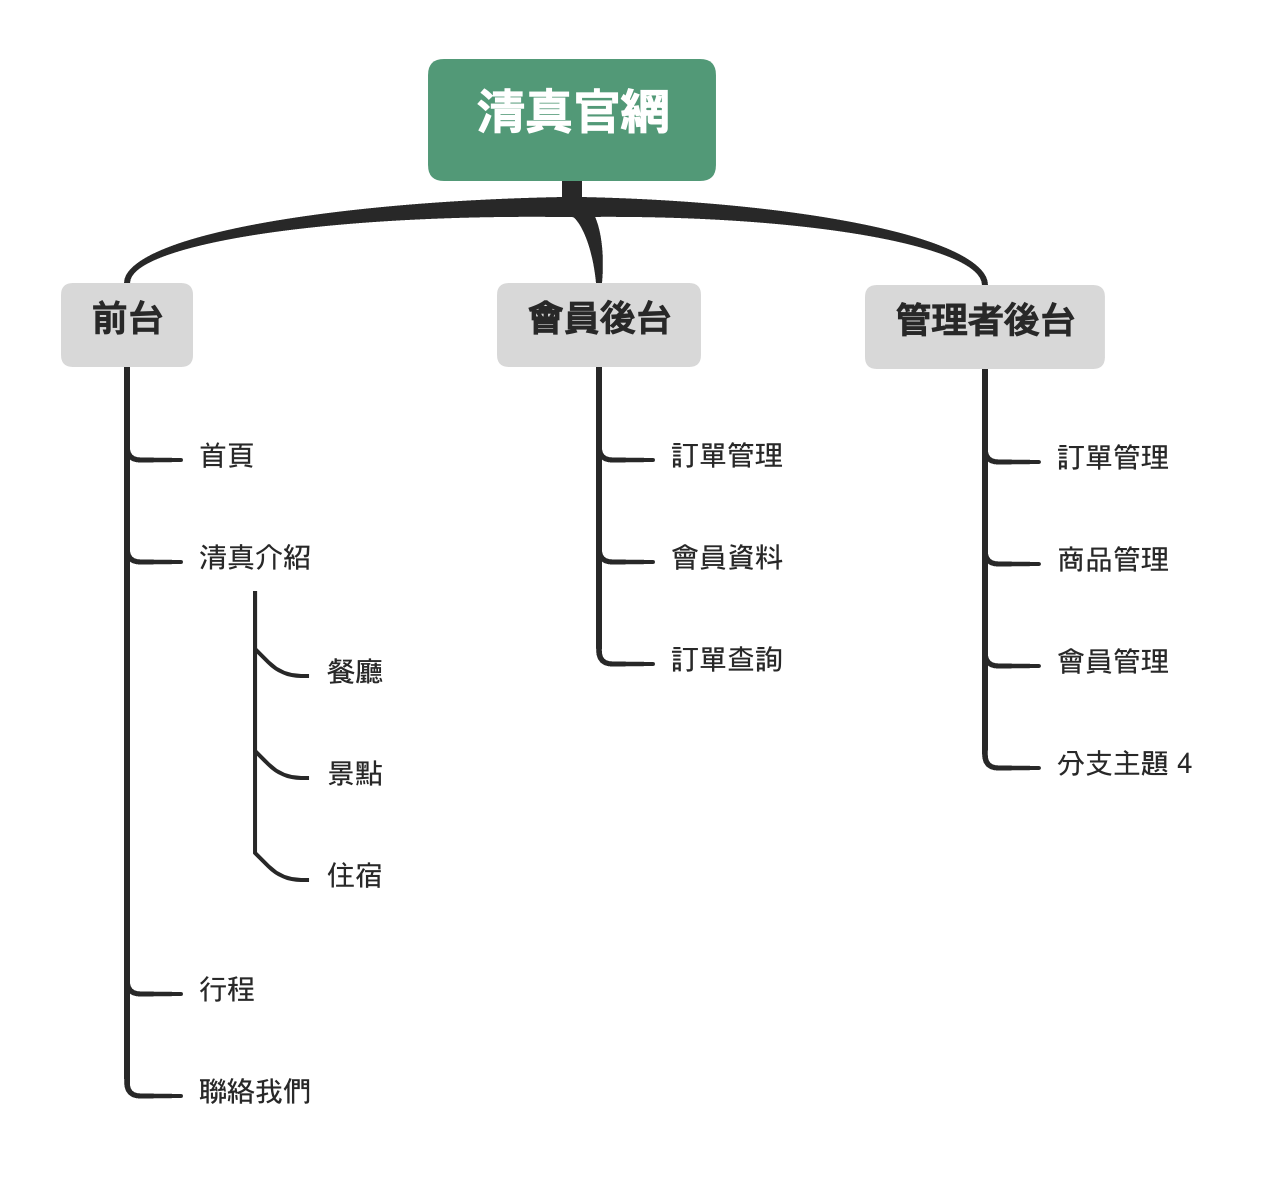 清真官網
前台
首頁
清真介紹
餐廳
景點
住宿
行程
聯絡我們
會員後台
訂單管理
會員資料
訂單查詢
管理者後台
訂單管理
商品管理
會員管理
分支主題 4